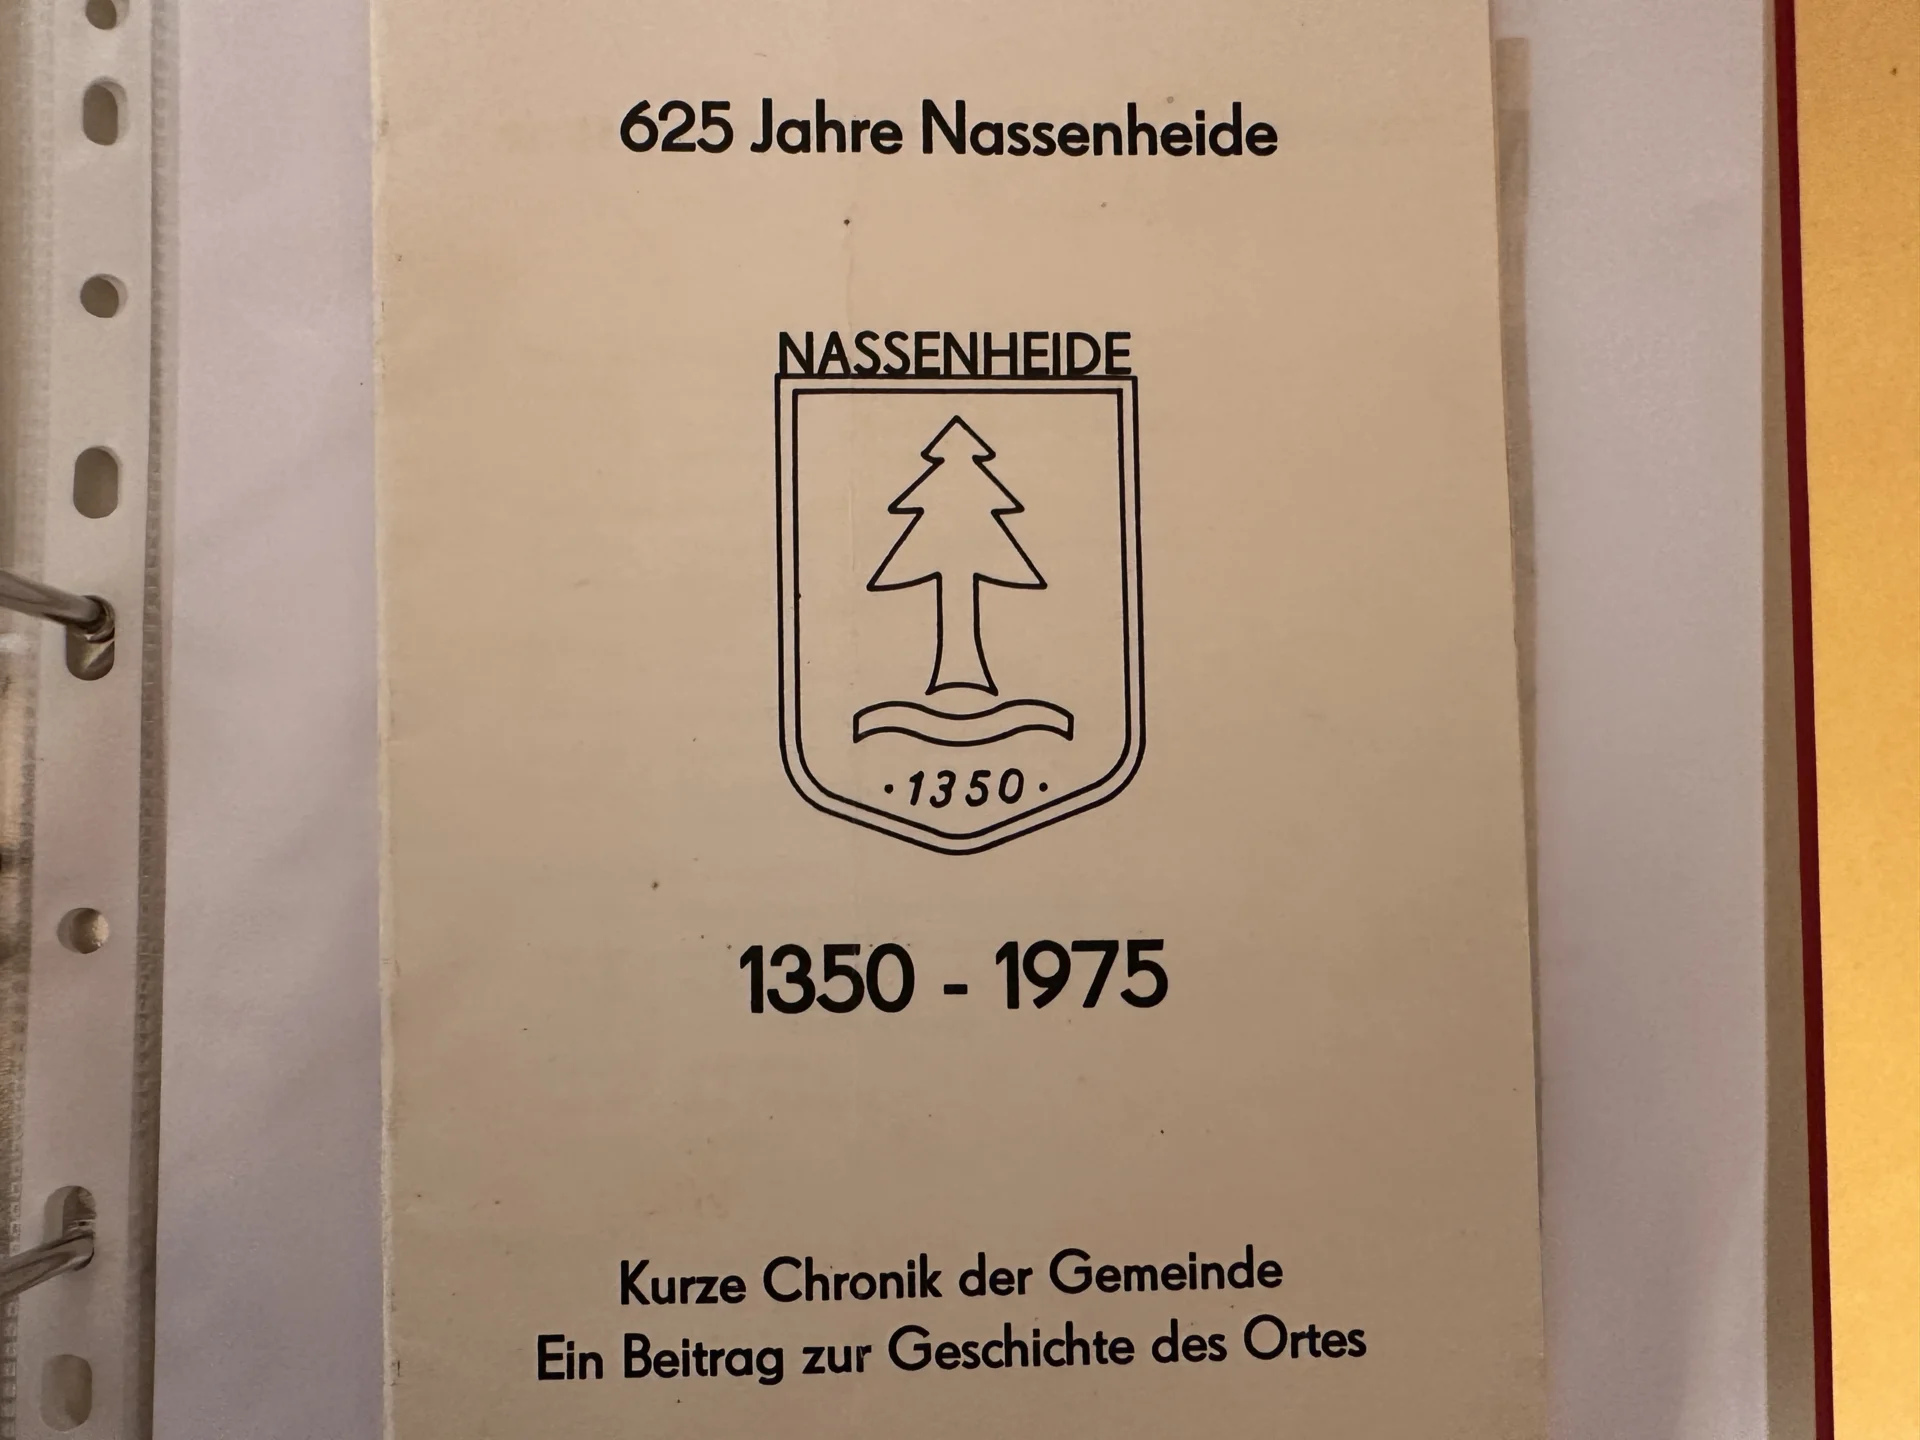 625 Jahre Nassenheide
NASSENHEIDE
· 1350 ·
1350 - 1975
Kurze Chronik der Gemeinde
Ein Beitrag zur Geschichte des Ortes